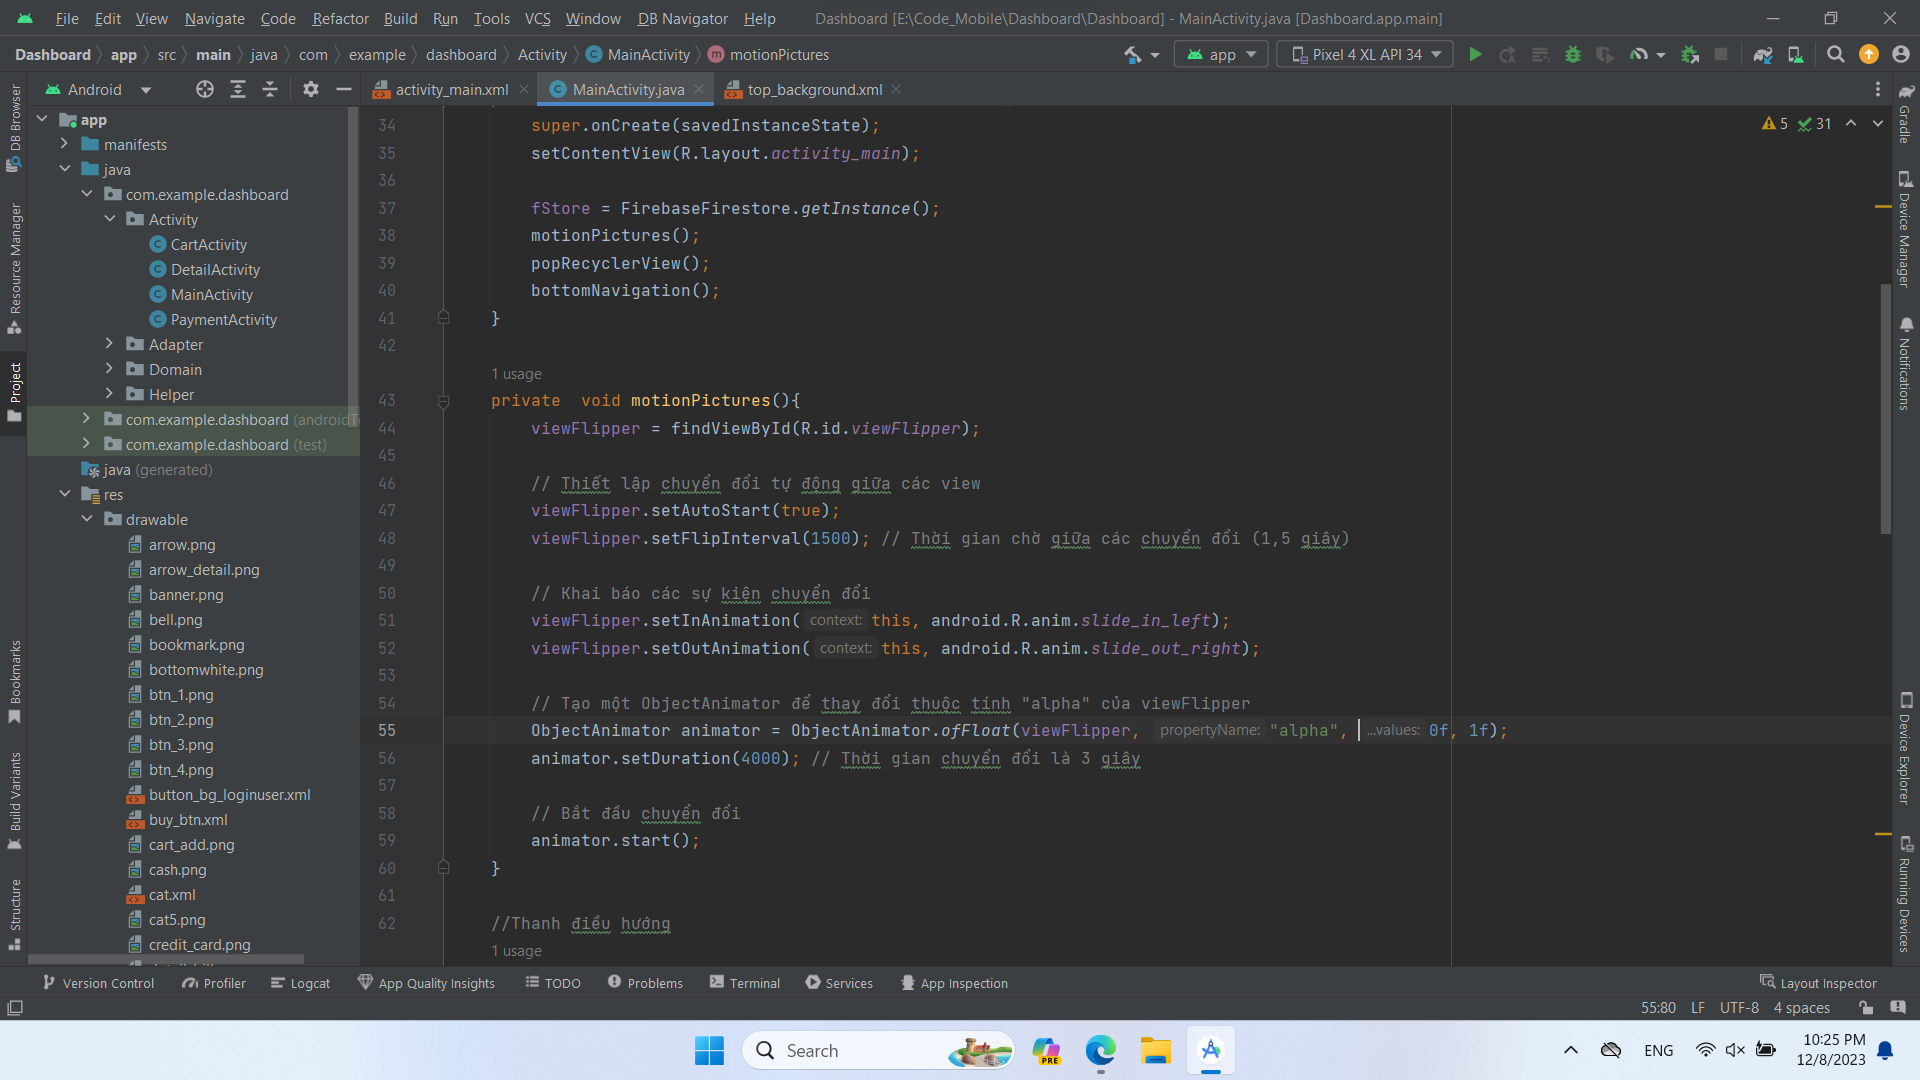 File Edit View Navigate Code Refactor Build Run Tools VCS Window DB Navigator Help Dashboard [E:\Code_Mobile\Dashboard\Dashboard] - MainActivity.java [Dashboard.app.main]
Dashboard app src main java com example dashboard Activity MainActivity motionPictures app Pixel 4 XL API 34
Android activity_main.xml MainActivity.java top_background.xml
DB Browser
Resource Manager
Project
Bookmarks
Build Variants
Structure
app
manifests
java
com.example.dashboard
Activity
CartActivity
DetailActivity
MainActivity
PaymentActivity
Adapter
Domain
Helper
com.example.dashboard (androidT
com.example.dashboard (test)
java (generated)
res
drawable
arrow.png
arrow_detail.png
banner.png
bell.png
bookmark.png
bottomwhite.png
btn_1.png
btn_2.png
btn_3.png
btn_4.png
button_bg_loginuser.xml
buy_btn.xml
cart_add.png
cash.png
cat.xml
cat5.png
credit_card.png
5 31
34 super.onCreate(savedInstanceState);
35 setContentView(R.layout.activity_main);
36
37 fStore = FirebaseFirestore.getInstance();
38 motionPictures();
39 popRecyclerView();
40 bottomNavigation();
41 }
42
1 usage
43 private  void motionPictures(){
44 viewFlipper = findViewById(R.id.viewFlipper);
45
46 // Thiết lập chuyển đổi tự động giữa các view
47 viewFlipper.setAutoStart(true);
48 viewFlipper.setFlipInterval(1500); // Thời gian chờ giữa các chuyển đổi (1,5 giây)
49
50 // Khai báo các sự kiện chuyển đổi
51 viewFlipper.setInAnimation( context: this, android.R.anim.slide_in_left);
52 viewFlipper.setOutAnimation( context: this, android.R.anim.slide_out_right);
53
54 // Tạo một ObjectAnimator để thay đổi thuộc tính "alpha" của viewFlipper
55 ObjectAnimator animator = ObjectAnimator.ofFloat(viewFlipper, propertyName: "alpha", ...values: 0f, 1f);
56 animator.setDuration(4000); // Thời gian chuyển đổi là 3 giây
57
58 // Bắt đầu chuyển đổi
59 animator.start();
60 }
61
62 //Thanh điều hướng
1 usage
Gradle
Device Manager
Notifications
Device Explorer
Running Devices
Version Control Profiler Logcat App Quality Insights TODO Problems Terminal Services App Inspection Layout Inspector
55:80 LF UTF-8 4 spaces
Search PRE ENG 10:25 PM
12/8/2023